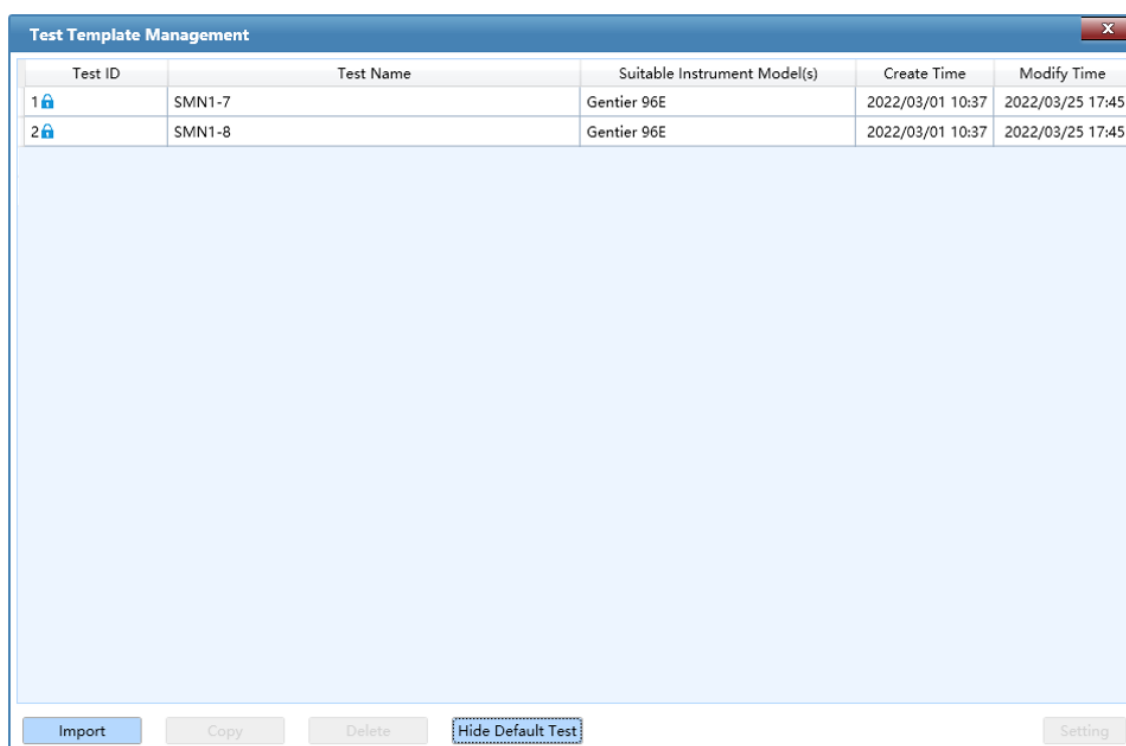 Test Template Management
x
Test ID Test Name Suitable Instrument Model(s) Create Time Modify Time
1 SMN1-7 Gentier 96E 2022/03/01 10:37 2022/03/25 17:45
2 SMN1-8 Gentier 96E 2022/03/01 10:37 2022/03/25 17:45
Import Copy Delete Hide Default Test Setting